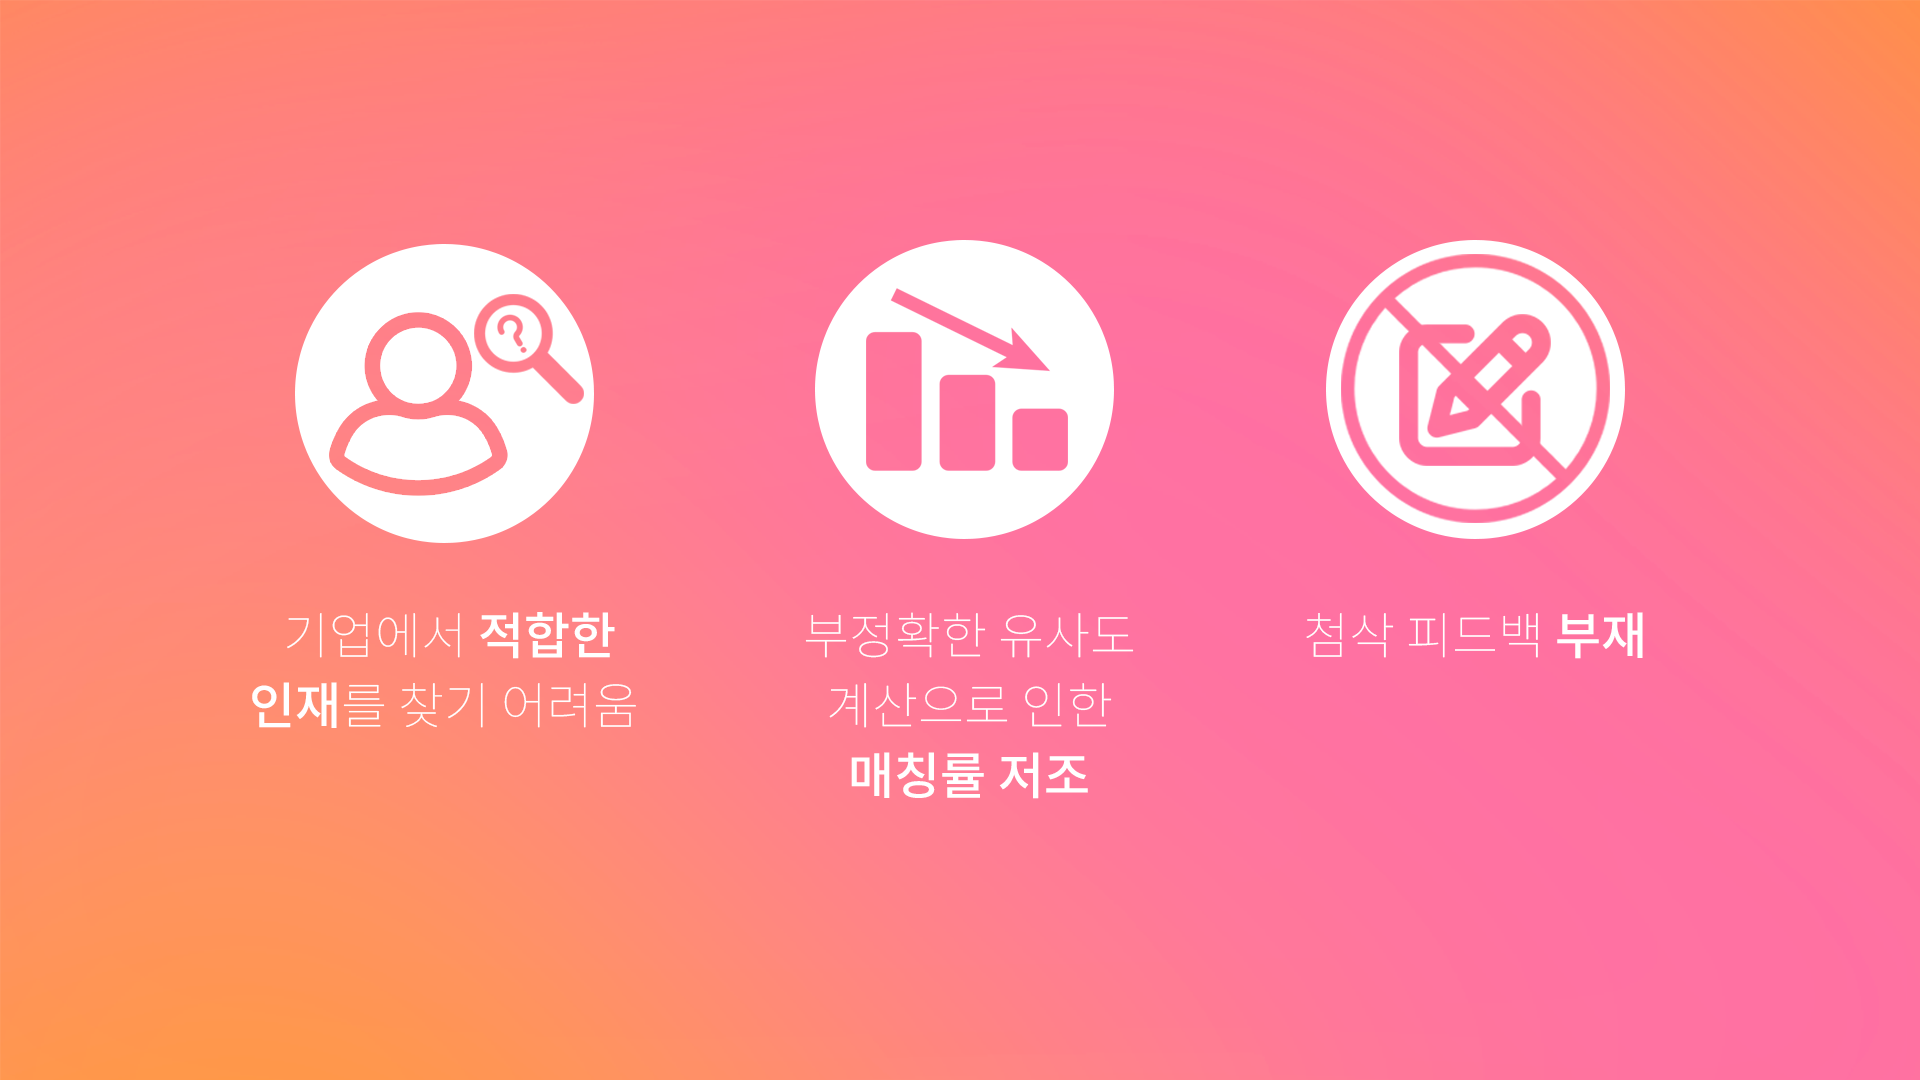 기업에서 적합한
인재를 찾기 어려움
부정확한 유사도
계산으로 인한
매칭률 저조
첨삭 피드백 부재
?